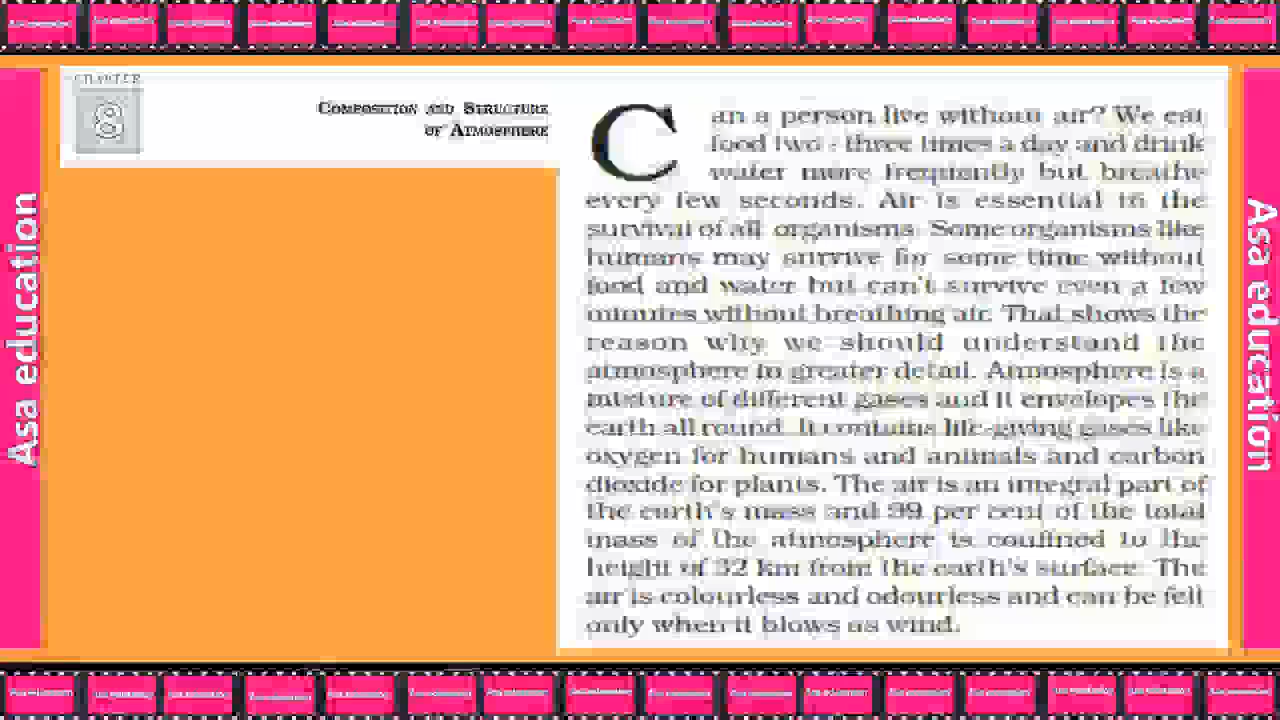 CHAPTER
8
COMPOSITION AND STRUCTURE
OF ATMOSPHERE
Can a person live without air? We eat
food two - three times a day and drink
water more frequently but breathe
every few seconds. Air is essential to the
survival of all organisms. Some organisms like
humans may survive for some time without
food and water but can't survive even a few
minutes without breathing air. That shows the
reason why we should understand the
atmosphere in greater detail. Atmosphere is a
mixture of different gases and it envelopes the
earth all round. It contains life-giving gases like
oxygen for humans and animals and carbon
dioxide for plants. The air is an integral part of
the earth's mass and 99 per cent of the total
mass of the atmosphere is confined to the
height of 32 km from the earth's surface. The
air is colourless and odourless and can be felt
only when it blows as wind.
Asa education
Asa education